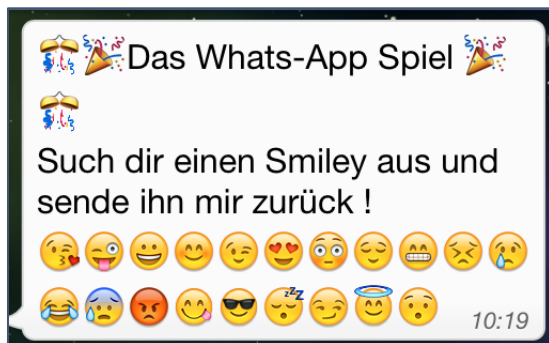 🎊🎉Das Whats-App Spiel 🎉
🎊
Such dir einen Smiley aus und
sende ihn mir zurück !
😘😜😀😊😉😍😳😌😁😣😢
😂😰😡😋😎😴😏😇😯
10:19